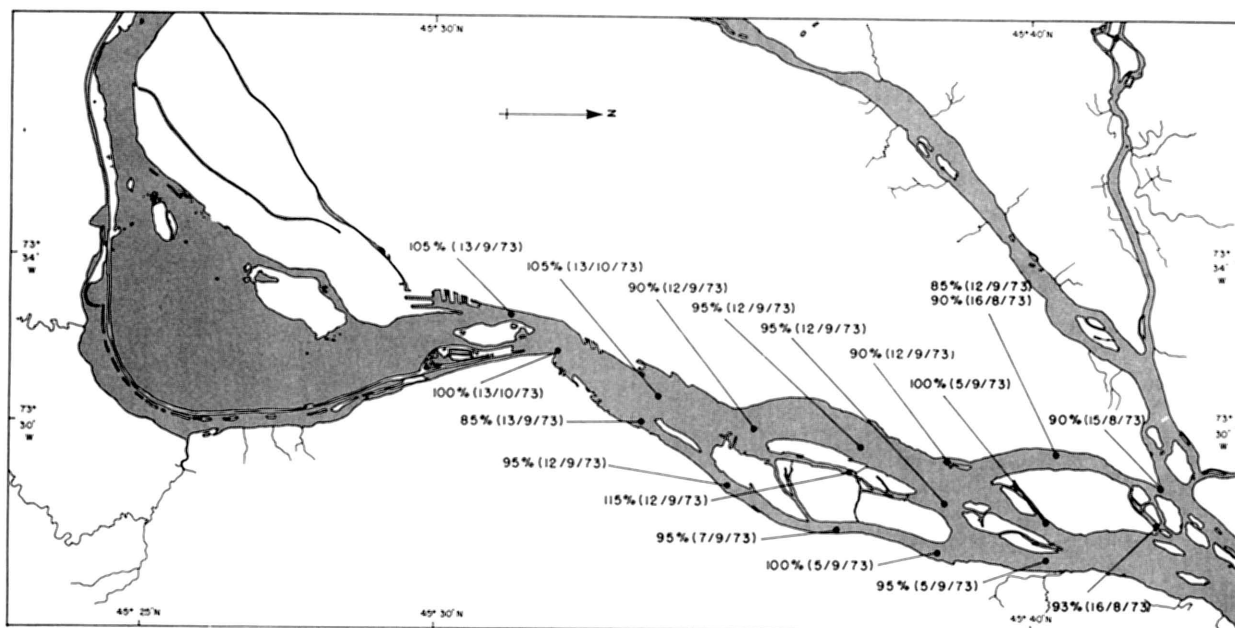 45° 30' N
45° 40' N
N
73°
34'
W
73°
34'
W
105% (13/9/73)
105% (13/10/73)
90% (12/9/73)
95% (12/9/73)
95% (12/9/73)
90% (12/9/73)
100% (5/9/73)
85% (12/9/73)
90% (16/8/73)
90% (15/8/73)
73°
30'
W
73°
30'
W
100% (13/10/73)
85% (13/9/73)
95% (12/9/73)
115% (12/9/73)
95% (7/9/73)
100% (5/9/73)
95% (5/9/73)
93% (16/8/73)
45° 25' N
45° 30' N
45° 40' N